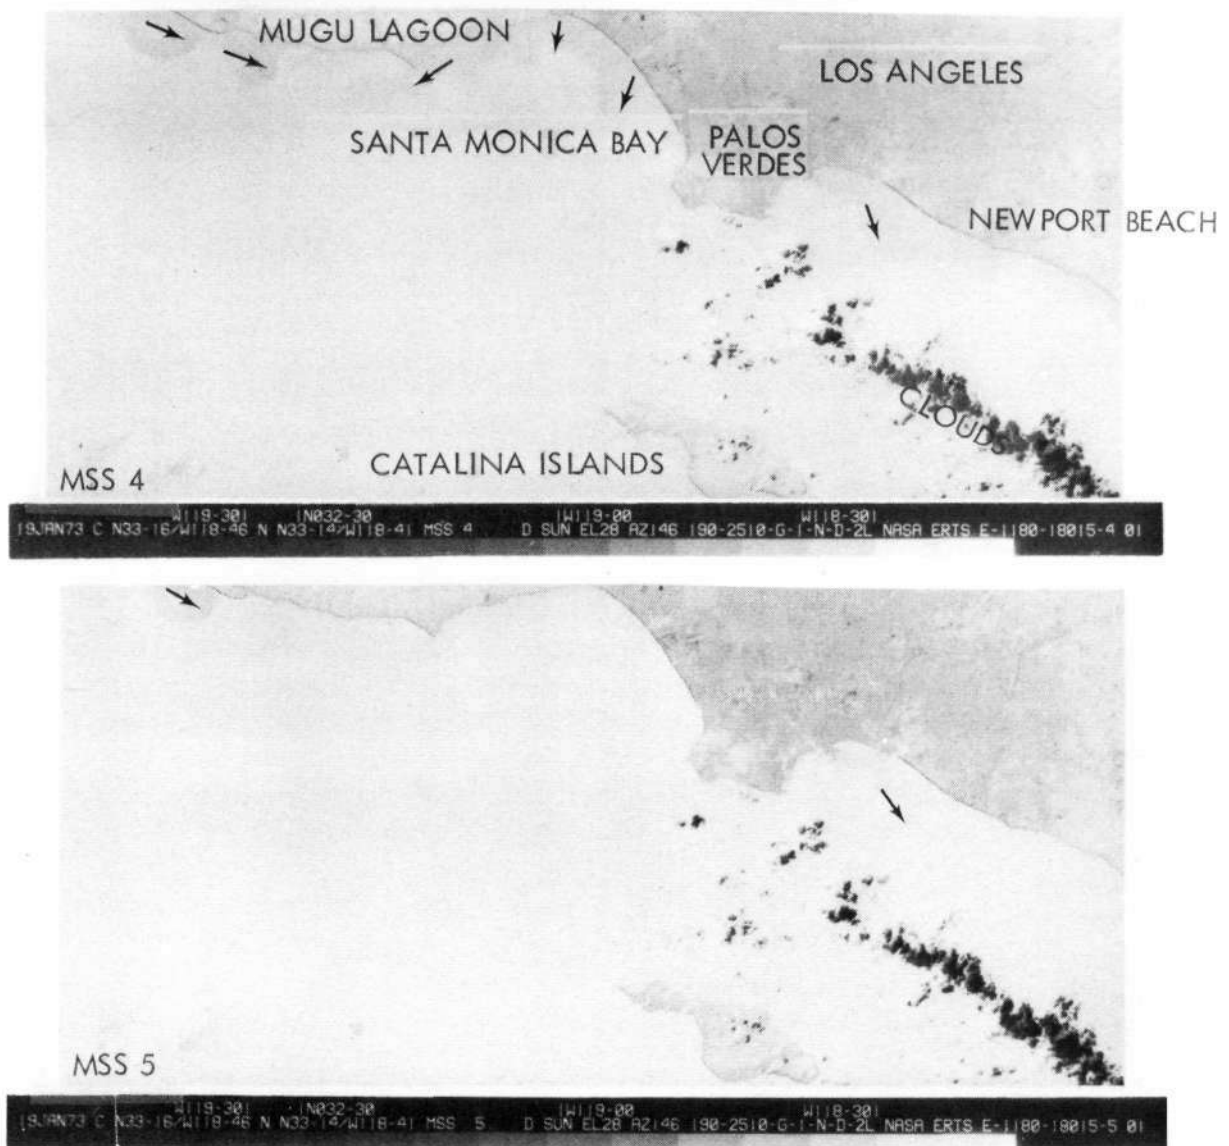 MUGU LAGOON
LOS ANGELES
SANTA MONICA BAY
PALOS
VERDES
NEWPORT BEACH
CLOUDS
CATALINA ISLANDS
MSS 4
W119-30| |N032-30 |W119-00 W118-30|
19JAN73 C N33-16/W118-46 N N33-14/W118-41 MSS 4 D SUN EL28 AZ146 190-2510-G-1-N-D-2L NASA ERTS E-1180-18015-4 01
MSS 5
W119-30| |N032-30 |W119-00 W118-30|
19JAN73 C N33-16/W118-46 N N33-14/W118-41 MSS 5 D SUN EL28 AZ146 190-2510-G-1-N-D-2L NASA ERTS E-1180-18015-5 01